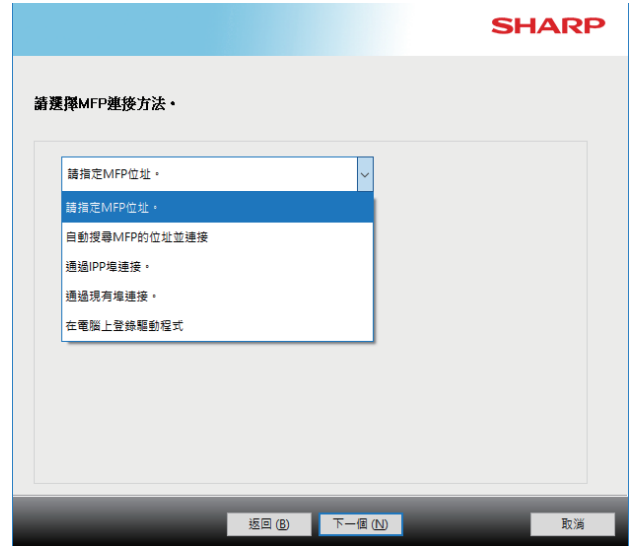 SHARP
請選擇MFP連接方法。
請指定MFP位址。
請指定MFP位址。
自動搜尋MFP的位址並連接
通過IPP埠連接。
通過現有埠連接。
在電腦上登錄驅動程式
返回 (B) 下一個 (N) 取消